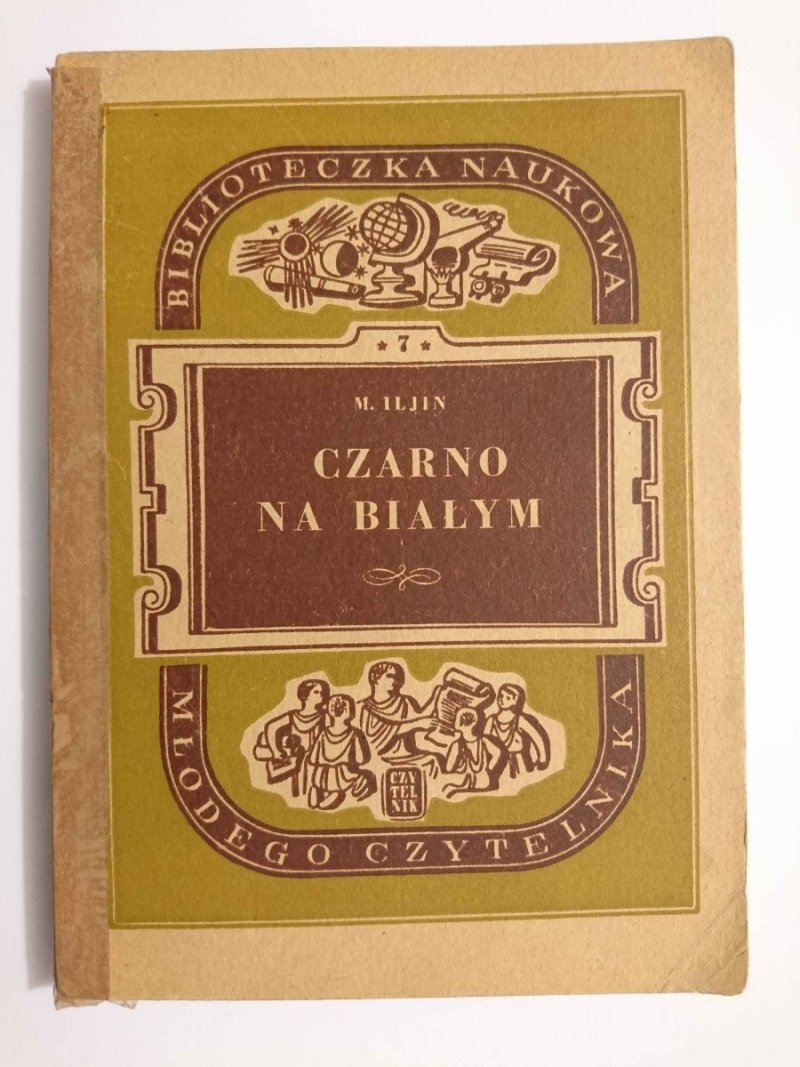 BIBLIOTECZKA NAUKOWA
* 7 *
M. ILJIN
CZARNO
NA BIAŁYM
CZY
TEL
NIK
MŁODEGO CZYTELNIKA